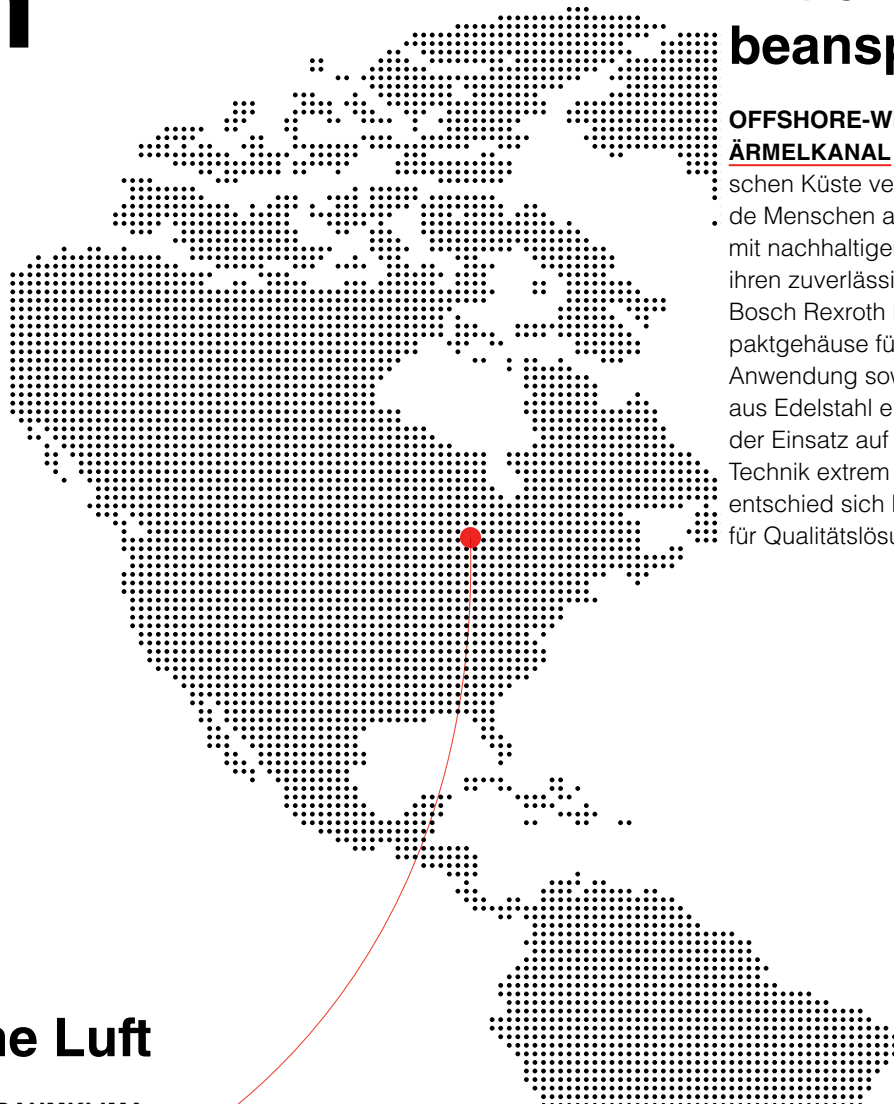 beansp
OFFSHORE-W
ÄRMELKANAL
schen Küste ve
de Menschen a
mit nachhaltige
ihren zuverlässi
Bosch Rexroth
paktgehäuse fü
Anwendung sov
aus Edelstahl e
der Einsatz auf
Technik extrem
entschied sich
für Qualitätslösu
ne Luft